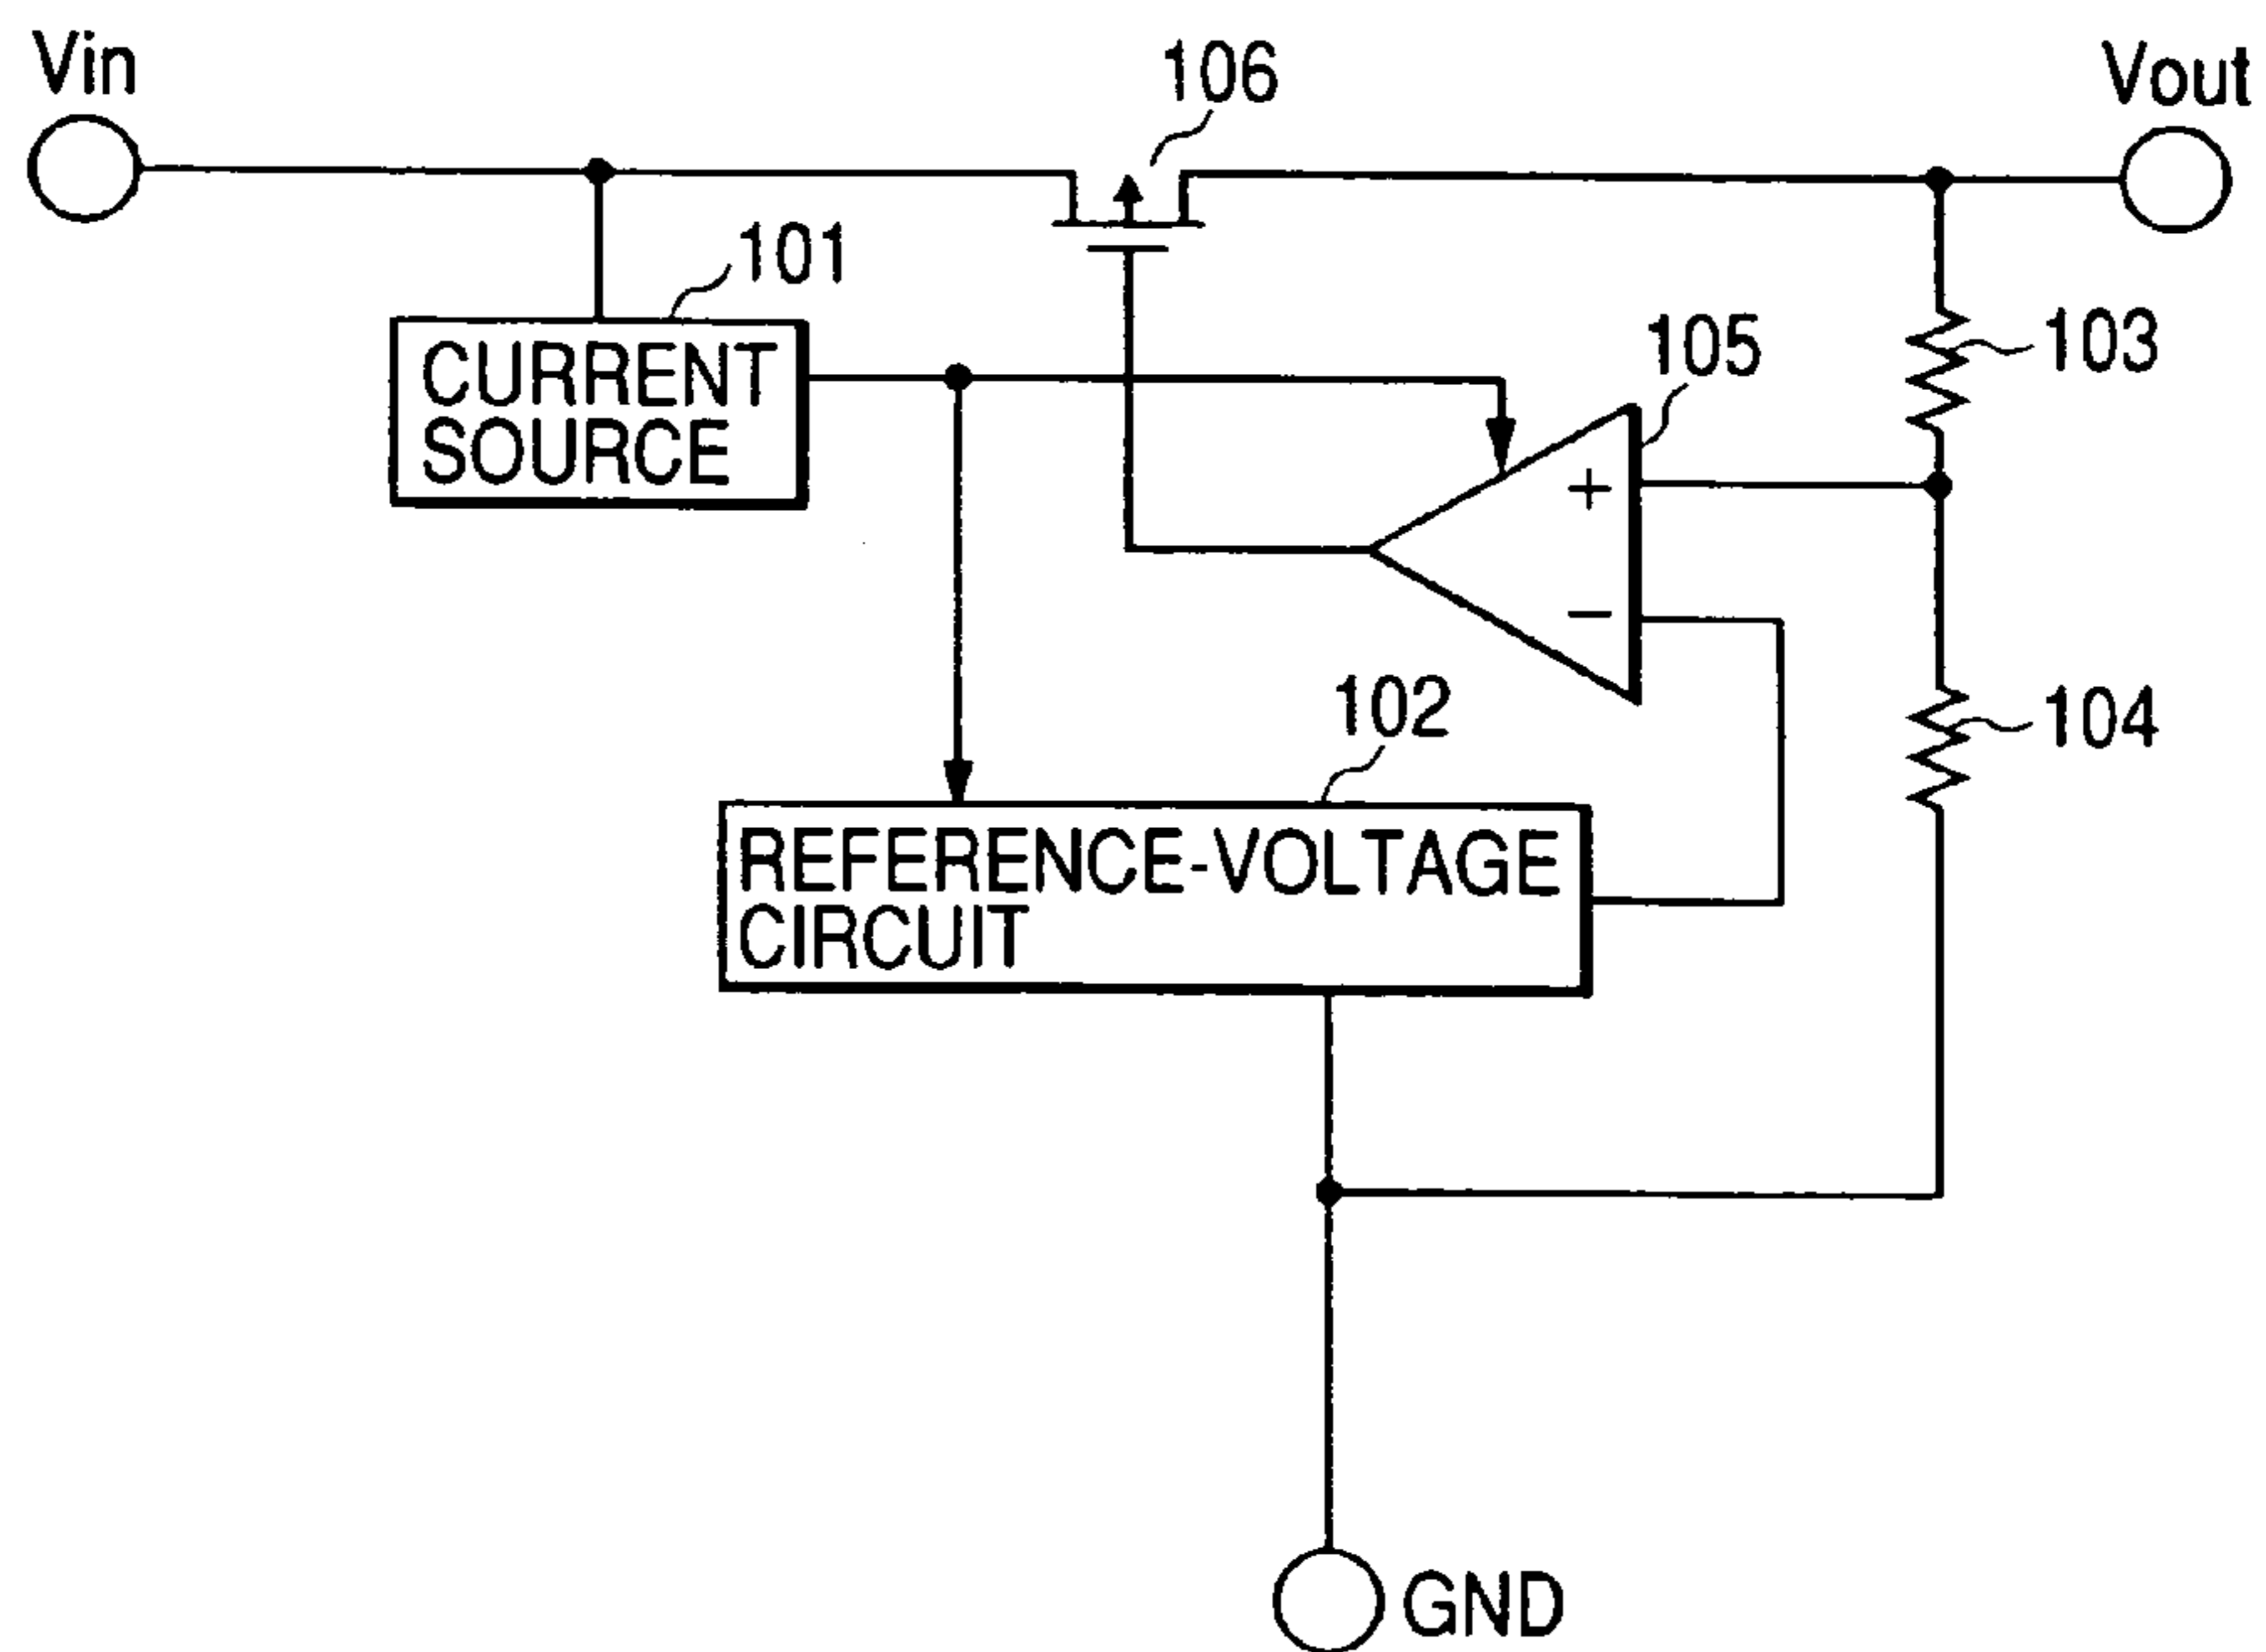 Vin
106
Vout
101
CURRENT
SOURCE
105
103
+
−
102
104
REFERENCE-VOLTAGE
CIRCUIT
GND